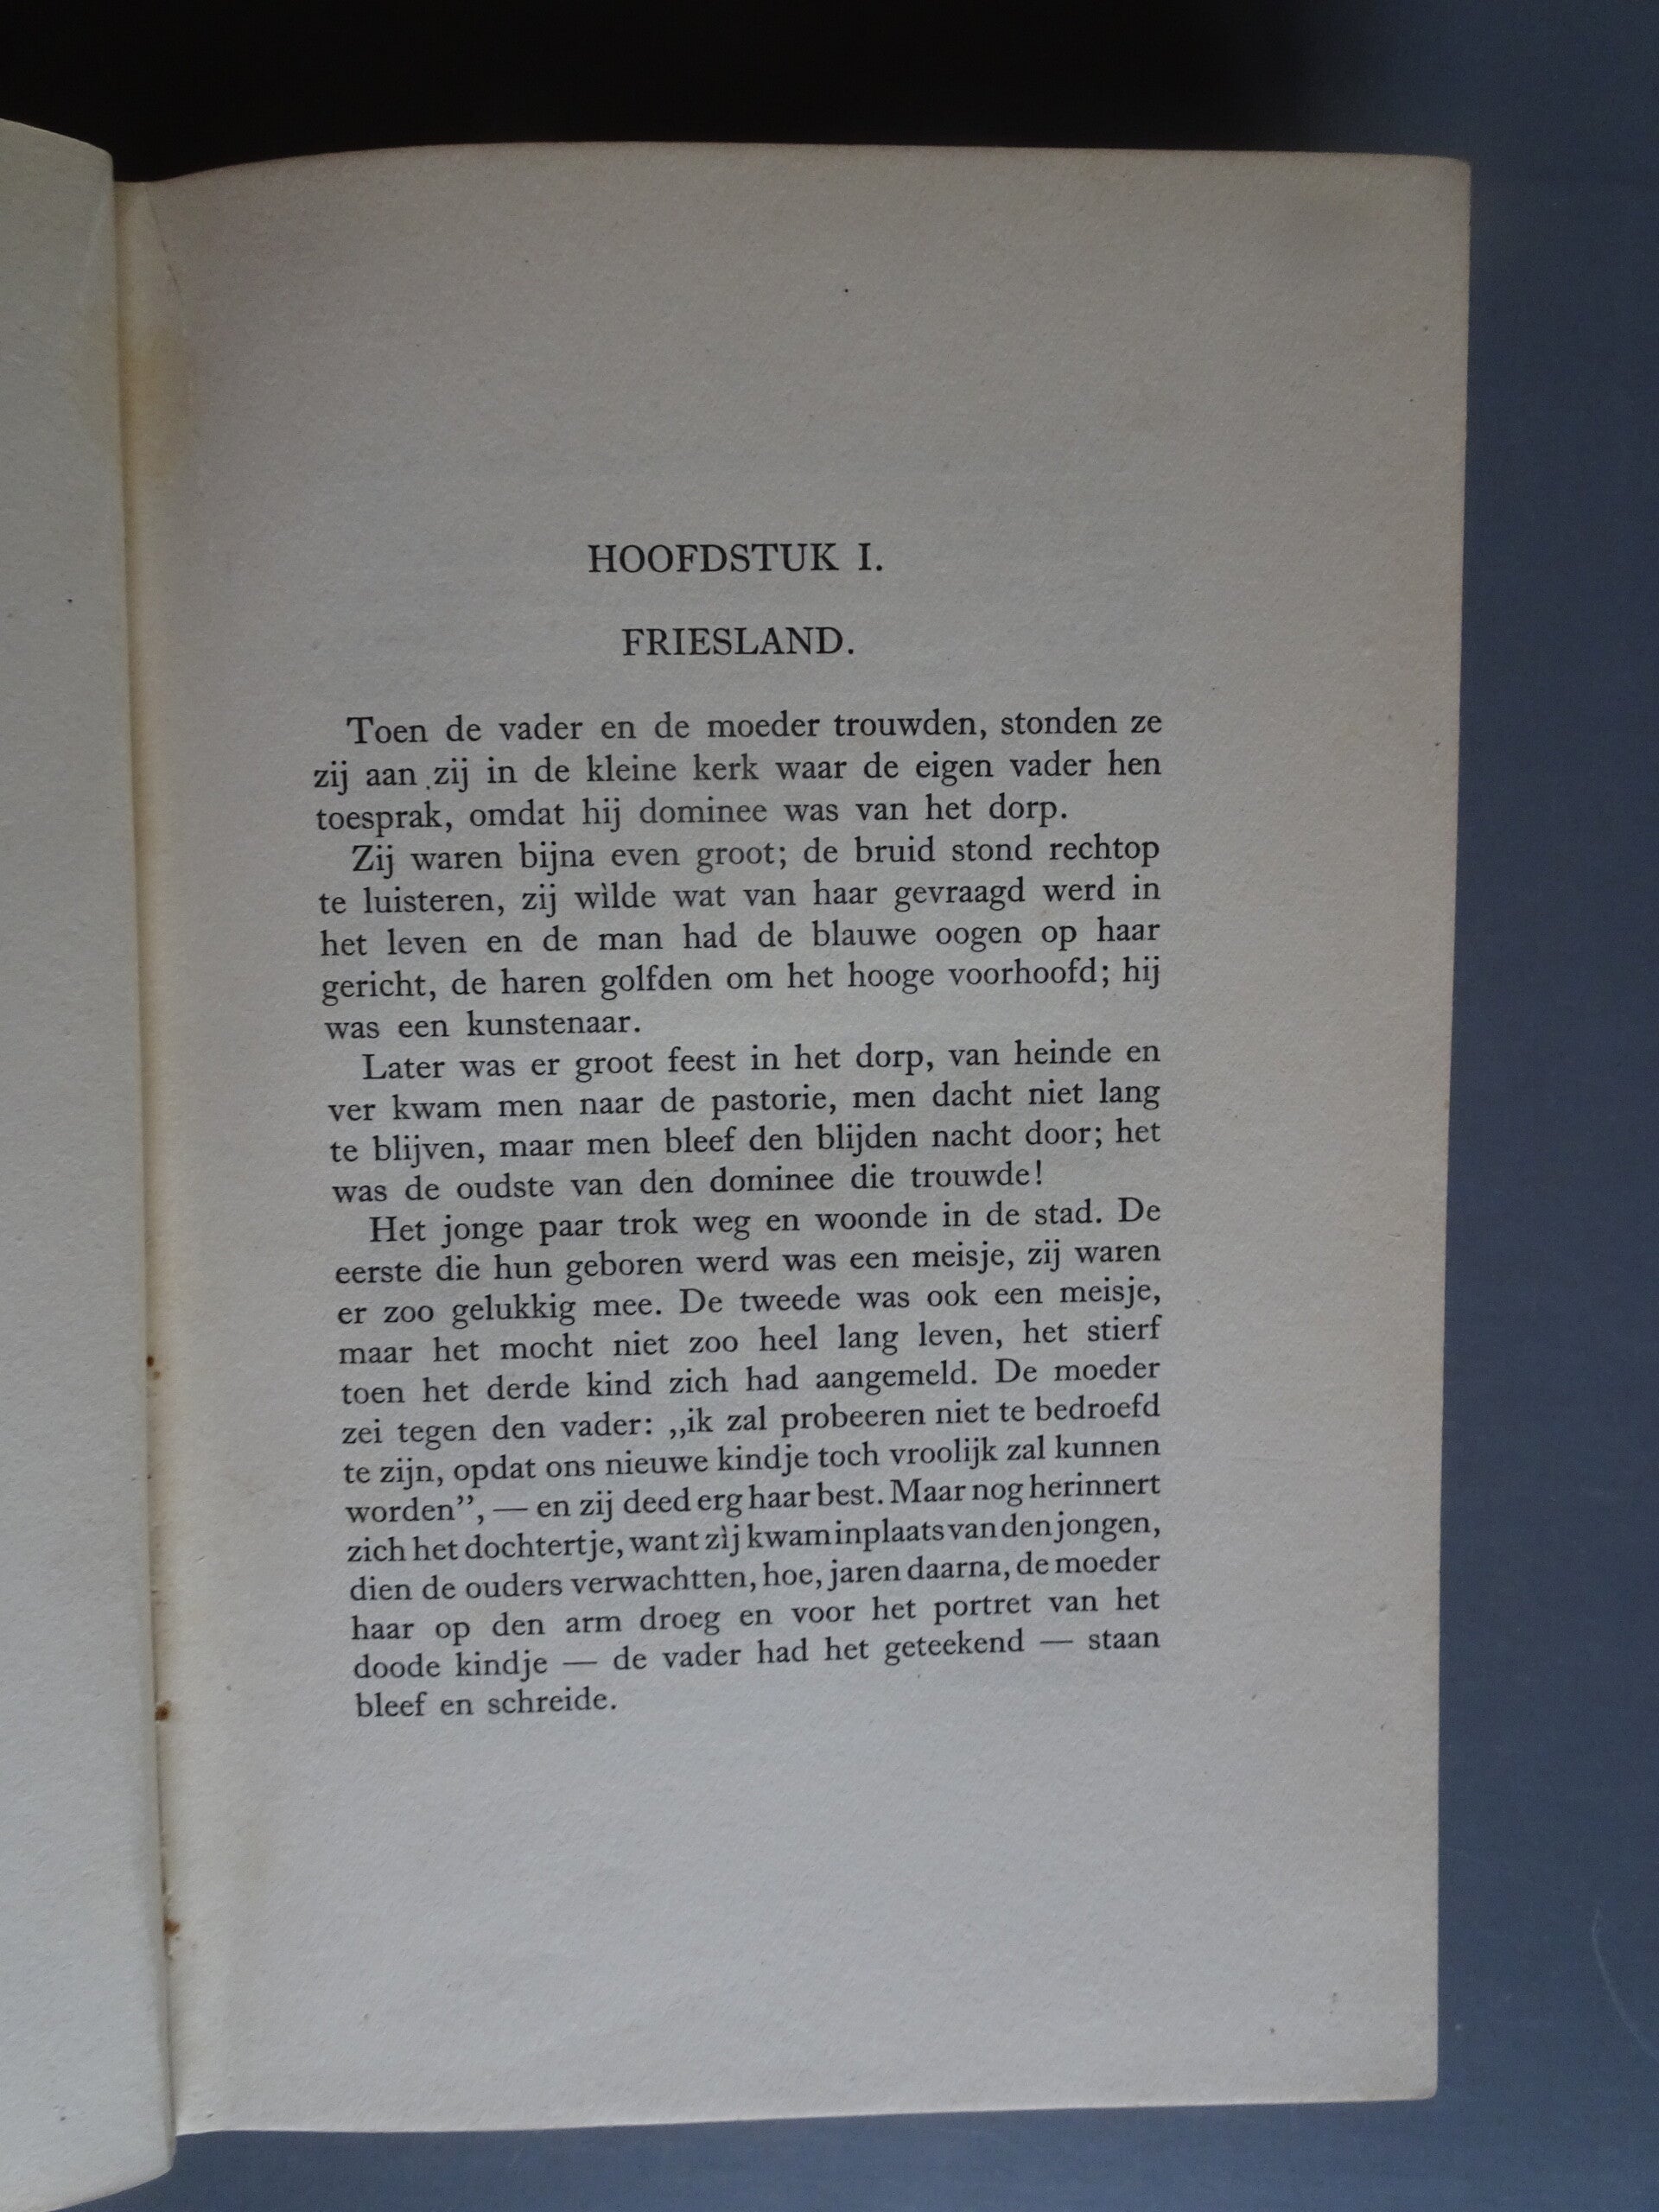 HOOFDSTUK I.
FRIESLAND.
Toen de vader en de moeder trouwden, stonden ze
zij aan zij in de kleine kerk waar de eigen vader hen
toesprak, omdat hij dominee was van het dorp.
Zij waren bijna even groot; de bruid stond rechtop
te luisteren, zij wìlde wat van haar gevraagd werd in
het leven en de man had de blauwe oogen op haar
gericht, de haren golfden om het hooge voorhoofd; hij
was een kunstenaar.
Later was er groot feest in het dorp, van heinde en
ver kwam men naar de pastorie, men dacht niet lang
te blijven, maar men bleef den blijden nacht door; het
was de oudste van den dominee die trouwde!
Het jonge paar trok weg en woonde in de stad. De
eerste die hun geboren werd was een meisje, zij waren
er zoo gelukkig mee. De tweede was ook een meisje,
maar het mocht niet zoo heel lang leven, het stierf
toen het derde kind zich had aangemeld. De moeder
zei tegen den vader: „ik zal probeeren niet te bedroefd
te zijn, opdat ons nieuwe kindje toch vroolijk zal kunnen
worden”, — en zij deed erg haar best. Maar nog herinnert
zich het dochtertje, want zìj kwam inplaats van den jongen,
dien de ouders verwachtten, hoe, jaren daarna, de moeder
haar op den arm droeg en voor het portret van het
doode kindje — de vader had het geteekend — staan
bleef en schreide.